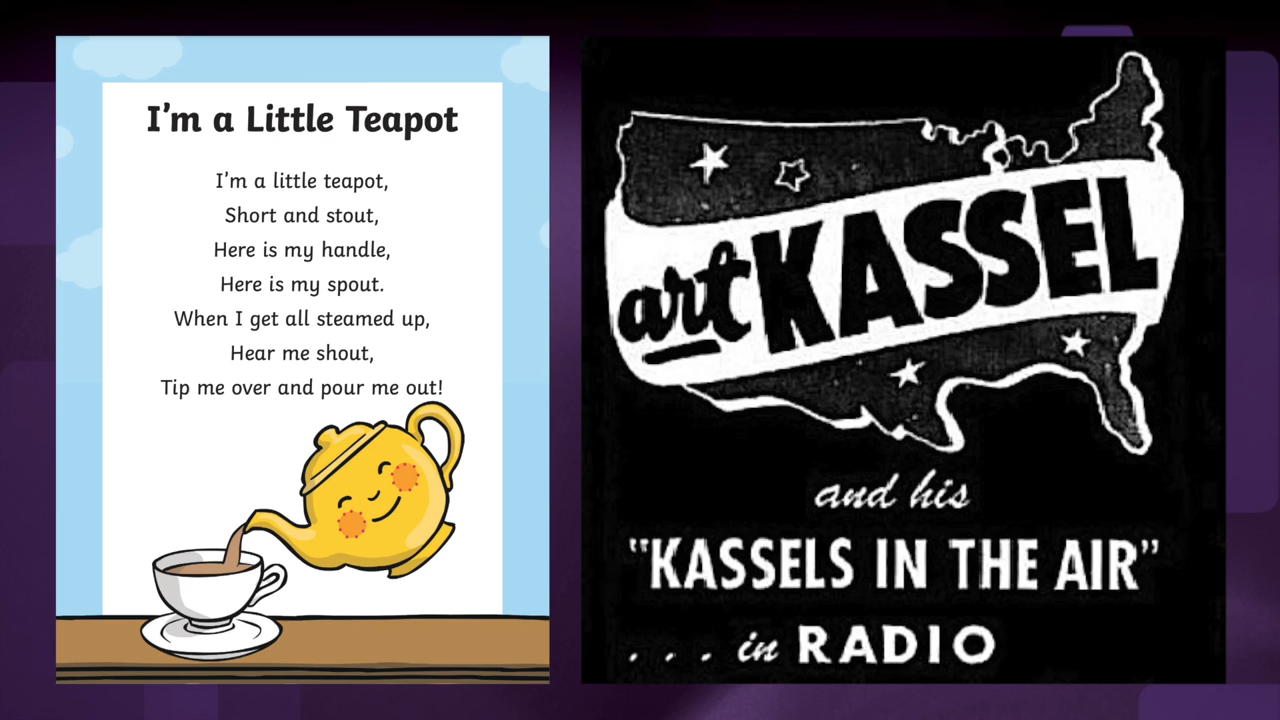 I'm a Little Teapot
I'm a little teapot,
Short and stout,
Here is my handle,
Here is my spout.
When I get all steamed up,
Hear me shout,
Tip me over and pour me out!
art KASSEL
and his
"KASSELS IN THE AIR"
. . . in RADIO